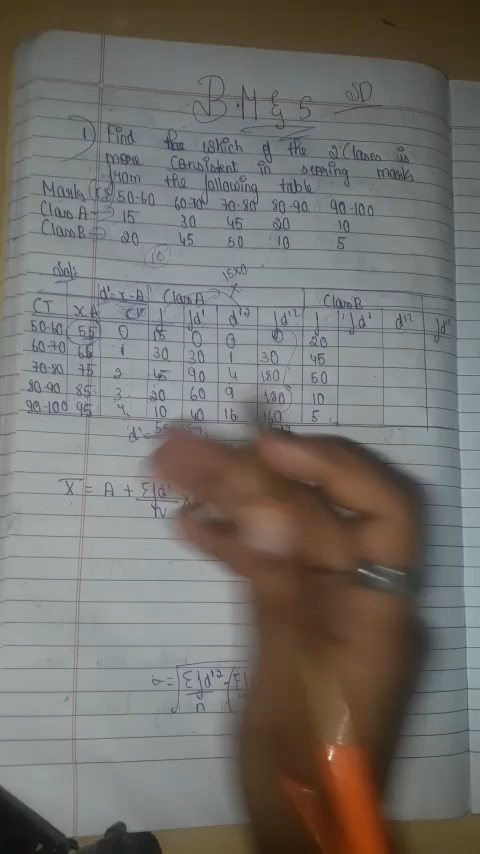 B.M & S SD
1) Find the which of the 2 Classes is
more consistent in scoring marks
from the following table
Marks (CI) 50-60 60-70 70-80 80-90 90-100
Class A → 15 30 45 20 10
Class B → 20 45 50 10 5
10
Sol:
15x0
d'= x-A Class A Class B
CI x A f fd' d'² fd'² f fd' d'² fd'²
50-60 55 0 15 0 0 0 20
60-70 65 1 30 30 1 30 45
70-80 75 2 45 90 4 180 50
80-90 85 3 20 60 9 180 10
90-100 95 4 10 40 16 160 5
d' = 55
X̄ = A + Σfd'
N
σ = √Σfd'²
n